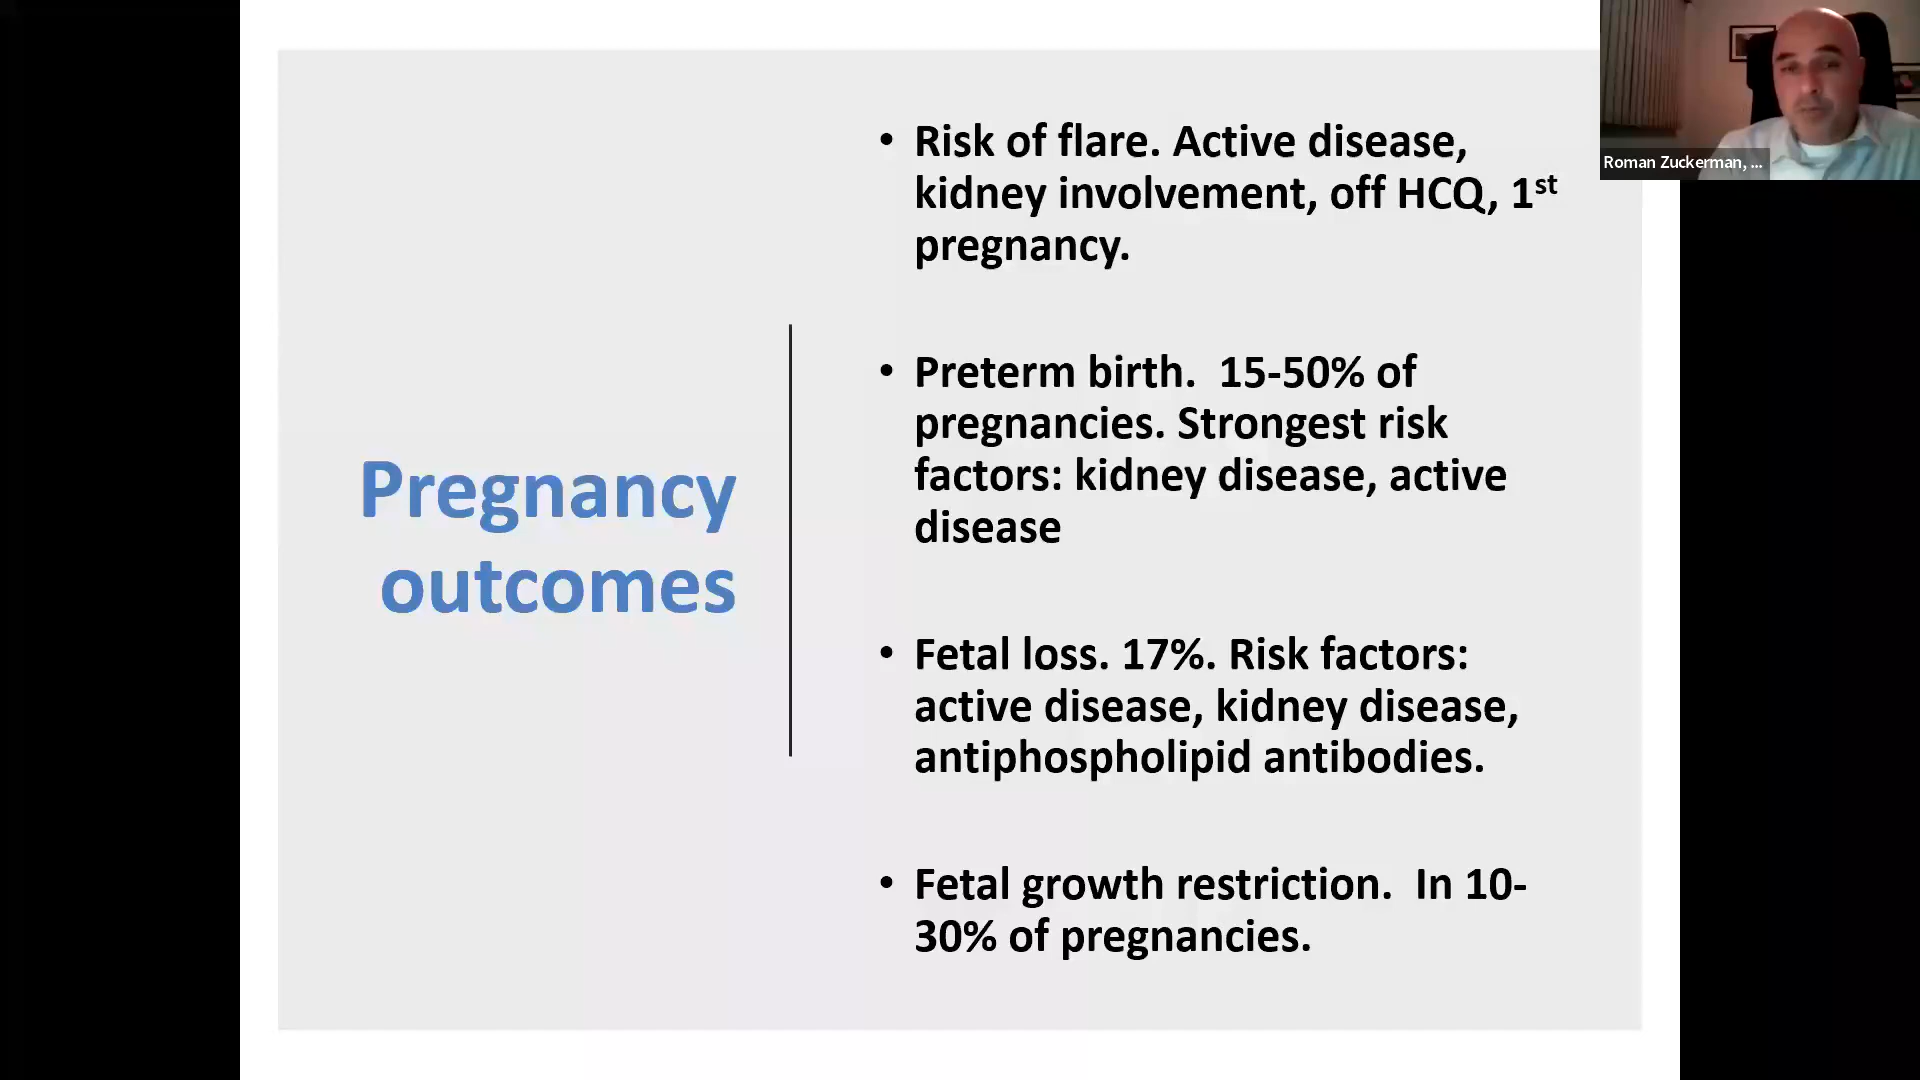 Roman Zuckerman, ...
Pregnancy
outcomes
• Risk of flare. Active disease,
kidney involvement, off HCQ, 1st
pregnancy.
• Preterm birth.  15-50% of
pregnancies. Strongest risk
factors: kidney disease, active
disease
• Fetal loss. 17%. Risk factors:
active disease, kidney disease,
antiphospholipid antibodies.
• Fetal growth restriction.  In 10-
30% of pregnancies.